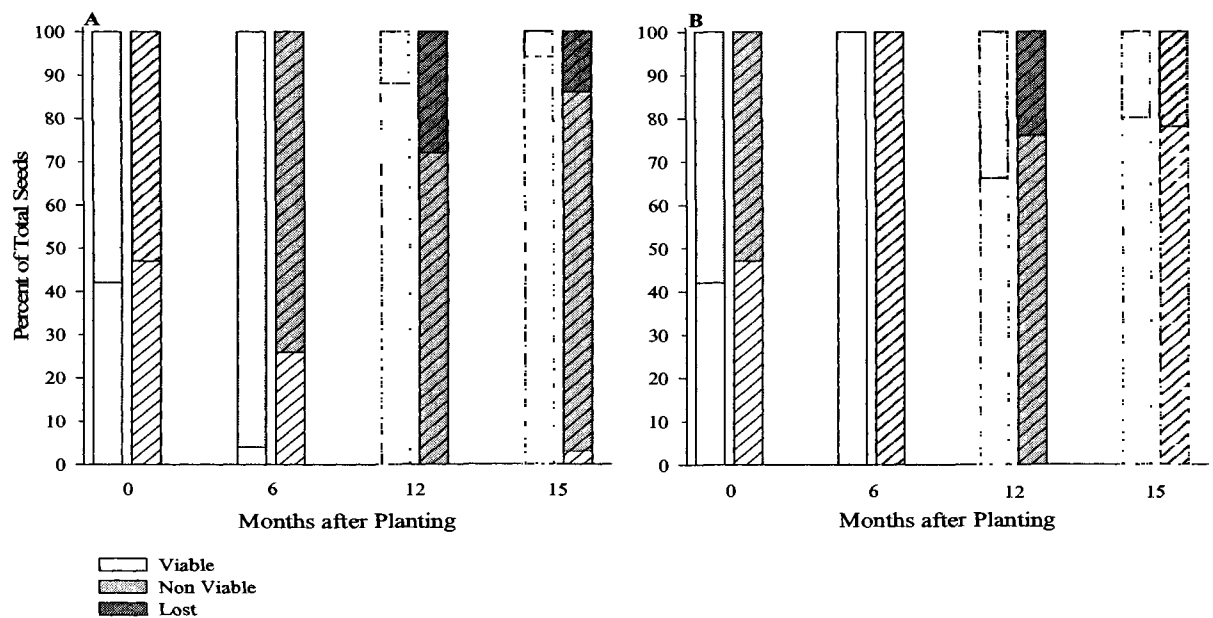 A
100
90
80
70
60
50
40
30
20
10
0
Percent of Total Seeds
0 6 12 15
Months after Planting
B
100
90
80
70
60
50
40
30
20
10
0
0 6 12 15
Months after Planting
Viable
Non Viable
Lost